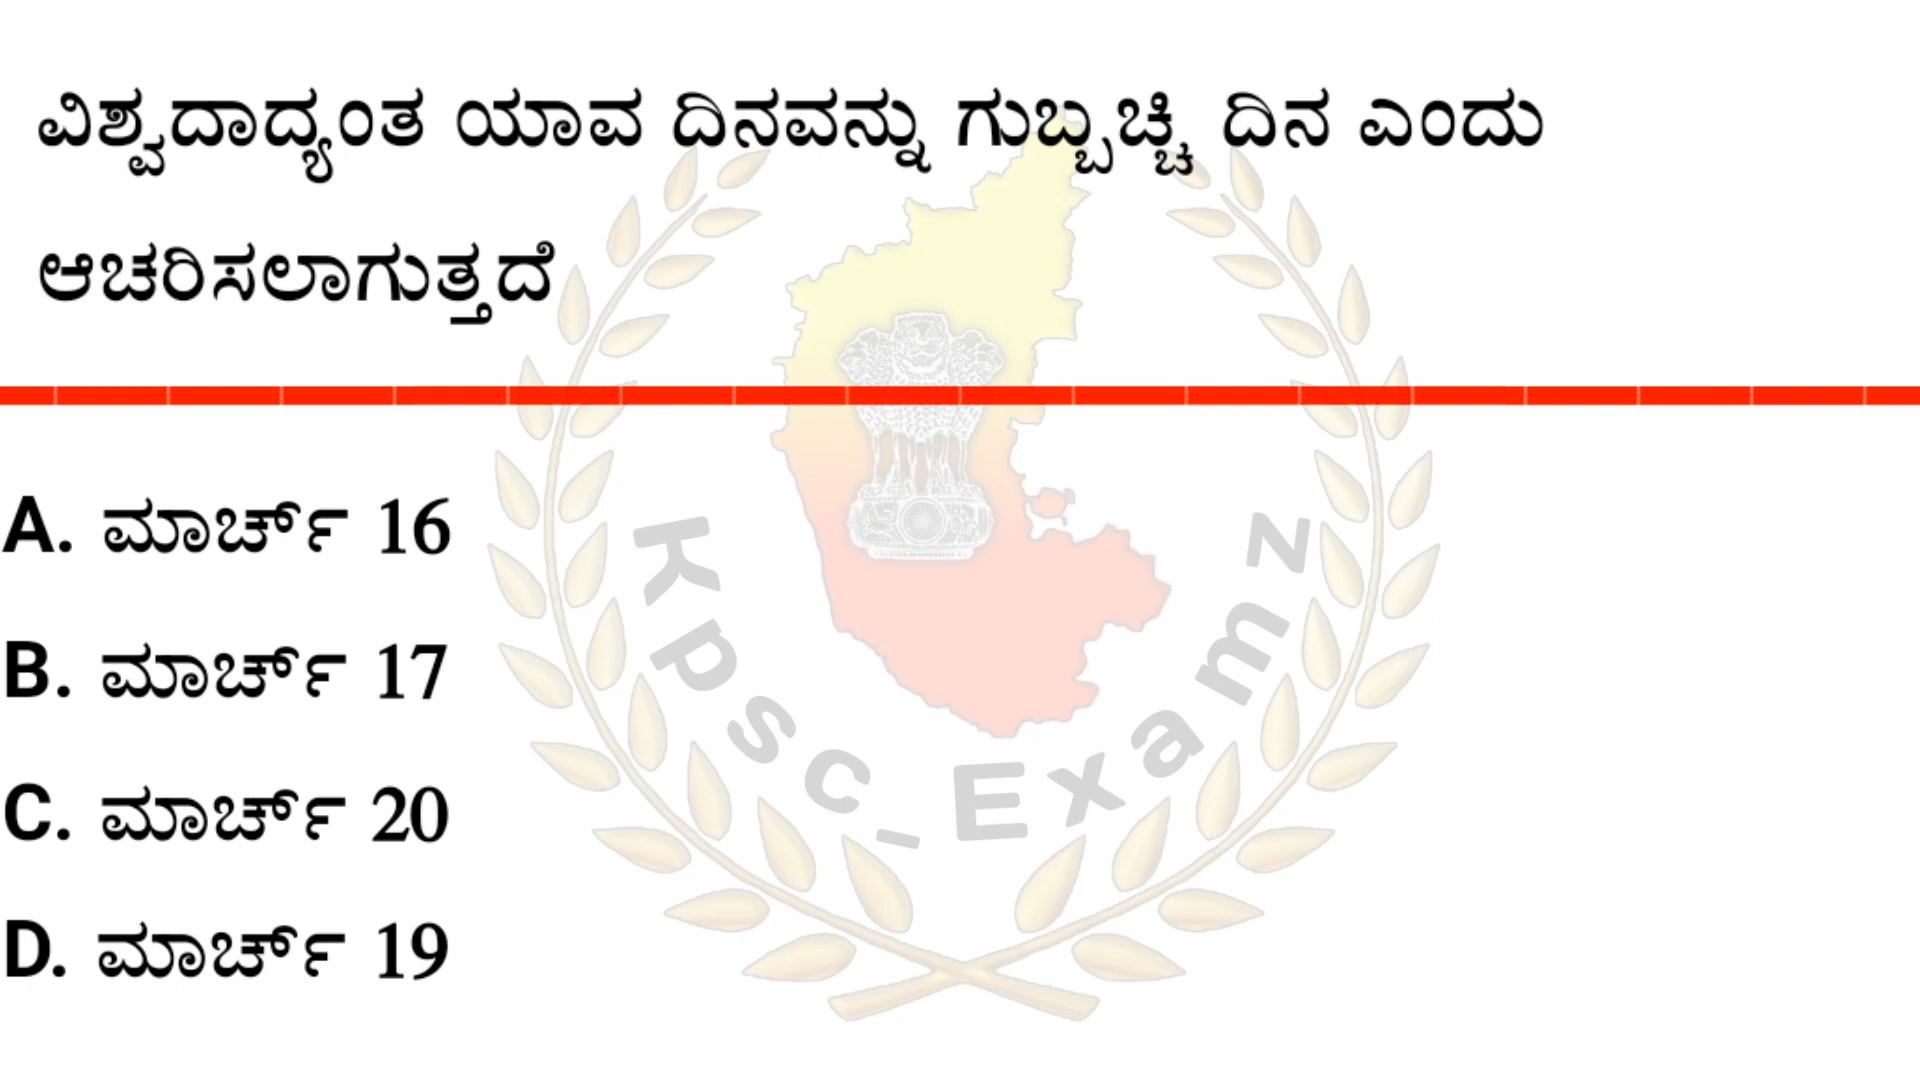 ವಿಶ್ವದಾದ್ಯಂತ ಯಾವ ದಿನವನ್ನು ಗುಬ್ಬಚ್ಚಿ ದಿನ ಎಂದು
ಆಚರಿಸಲಾಗುತ್ತದೆ
A. ಮಾರ್ಚ್ 16
B. ಮಾರ್ಚ್ 17
C. ಮಾರ್ಚ್ 20
D. ಮಾರ್ಚ್ 19
Kpsc_Examz